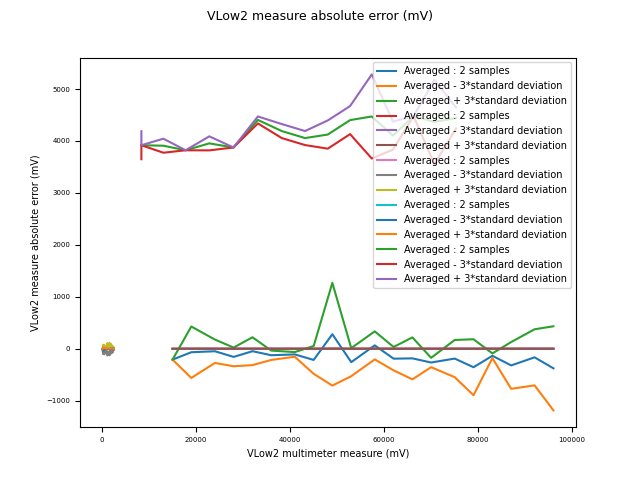 VLow2 measure absolute error (mV)
VLow2 measure absolute error (mV)
5000
4000
3000
2000
1000
0
−1000
Averaged : 2 samples
Averaged - 3*standard deviation
Averaged + 3*standard deviation
Averaged : 2 samples
Averaged - 3*standard deviation
Averaged + 3*standard deviation
Averaged : 2 samples
Averaged - 3*standard deviation
Averaged + 3*standard deviation
Averaged : 2 samples
Averaged - 3*standard deviation
Averaged + 3*standard deviation
Averaged : 2 samples
Averaged - 3*standard deviation
Averaged + 3*standard deviation
0 20000 40000 60000 80000 100000
VLow2 multimeter measure (mV)